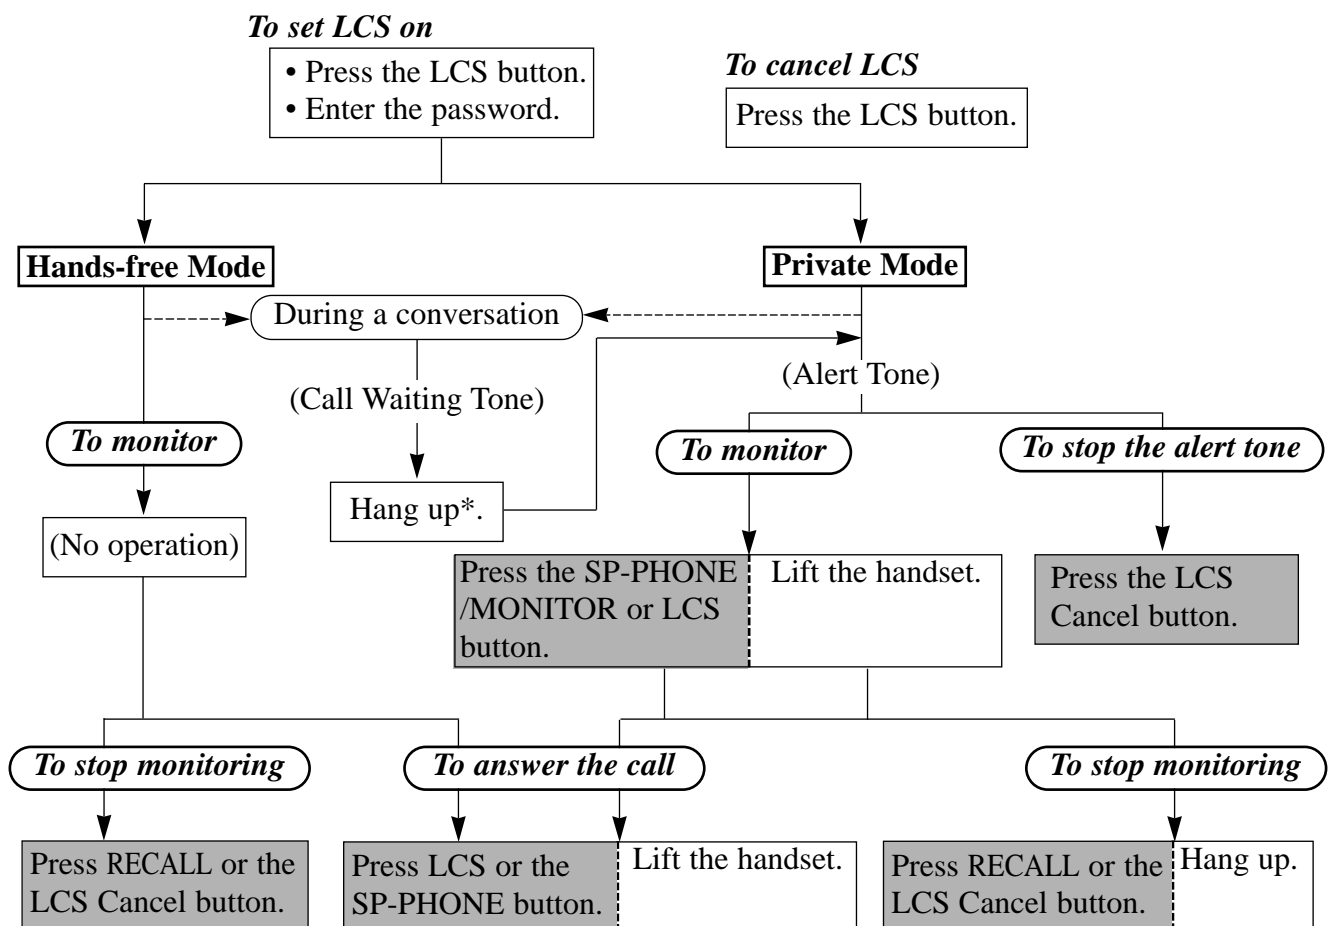 To set LCS on
• Press the LCS button.
• Enter the password.
To cancel LCS
Press the LCS button.
Hands-free Mode
Private Mode
During a conversation
(Call Waiting Tone)
(Alert Tone)
To monitor
To monitor
To stop the alert tone
Hang up*.
(No operation)
Press the SP-PHONE
/MONITOR or LCS
button.
Lift the handset.
Press the LCS
Cancel button.
To stop monitoring
To answer the call
To stop monitoring
Press RECALL or the
LCS Cancel button.
Press LCS or the
SP-PHONE button.
Lift the handset.
Press RECALL or the
LCS Cancel button.
Hang up.